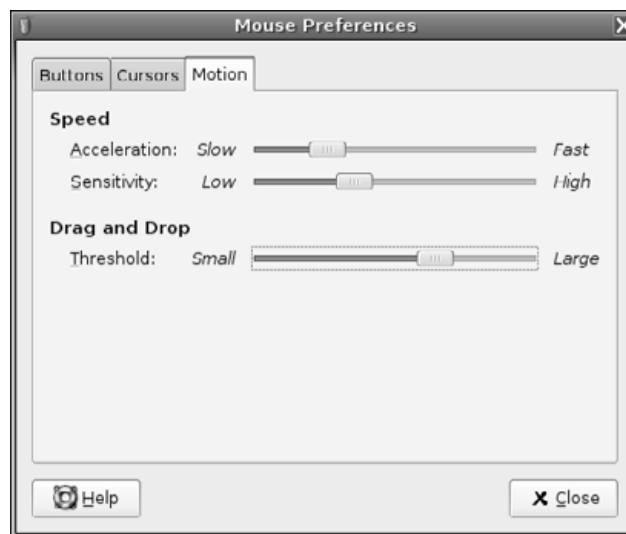 Mouse Preferences
Buttons Cursors Motion
Speed
Acceleration: Slow Fast
Sensitivity: Low High
Drag and Drop
Threshold: Small Large
Help Close